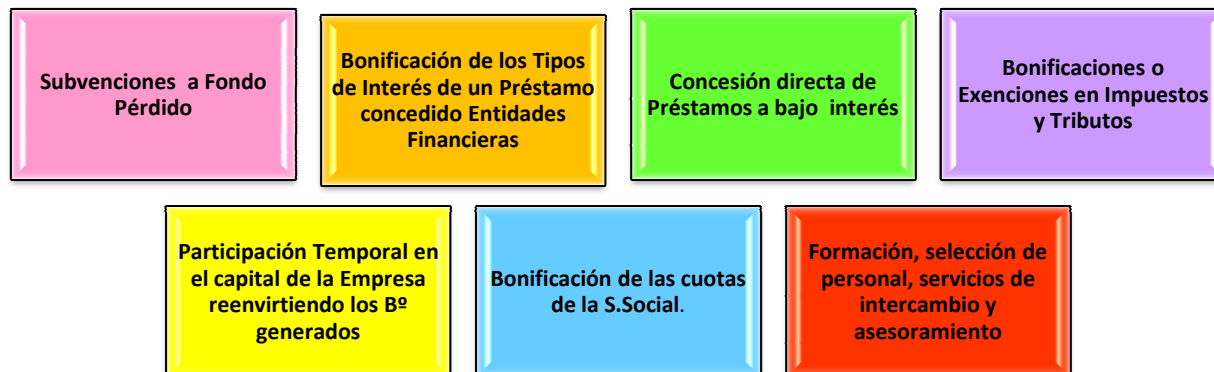 Subvenciones a Fondo
Pérdido
Bonificación de los Tipos
de Interés de un Préstamo
concedido Entidades
Financieras
Concesión directa de
Préstamos a bajo interés
Bonificaciones o
Exenciones en Impuestos
y Tributos
Participación Temporal en
el capital de la Empresa
reenvirtiendo los Bº
generados
Bonificación de las cuotas
de la S.Social.
Formación, selección de
personal, servicios de
intercambio y
asesoramiento